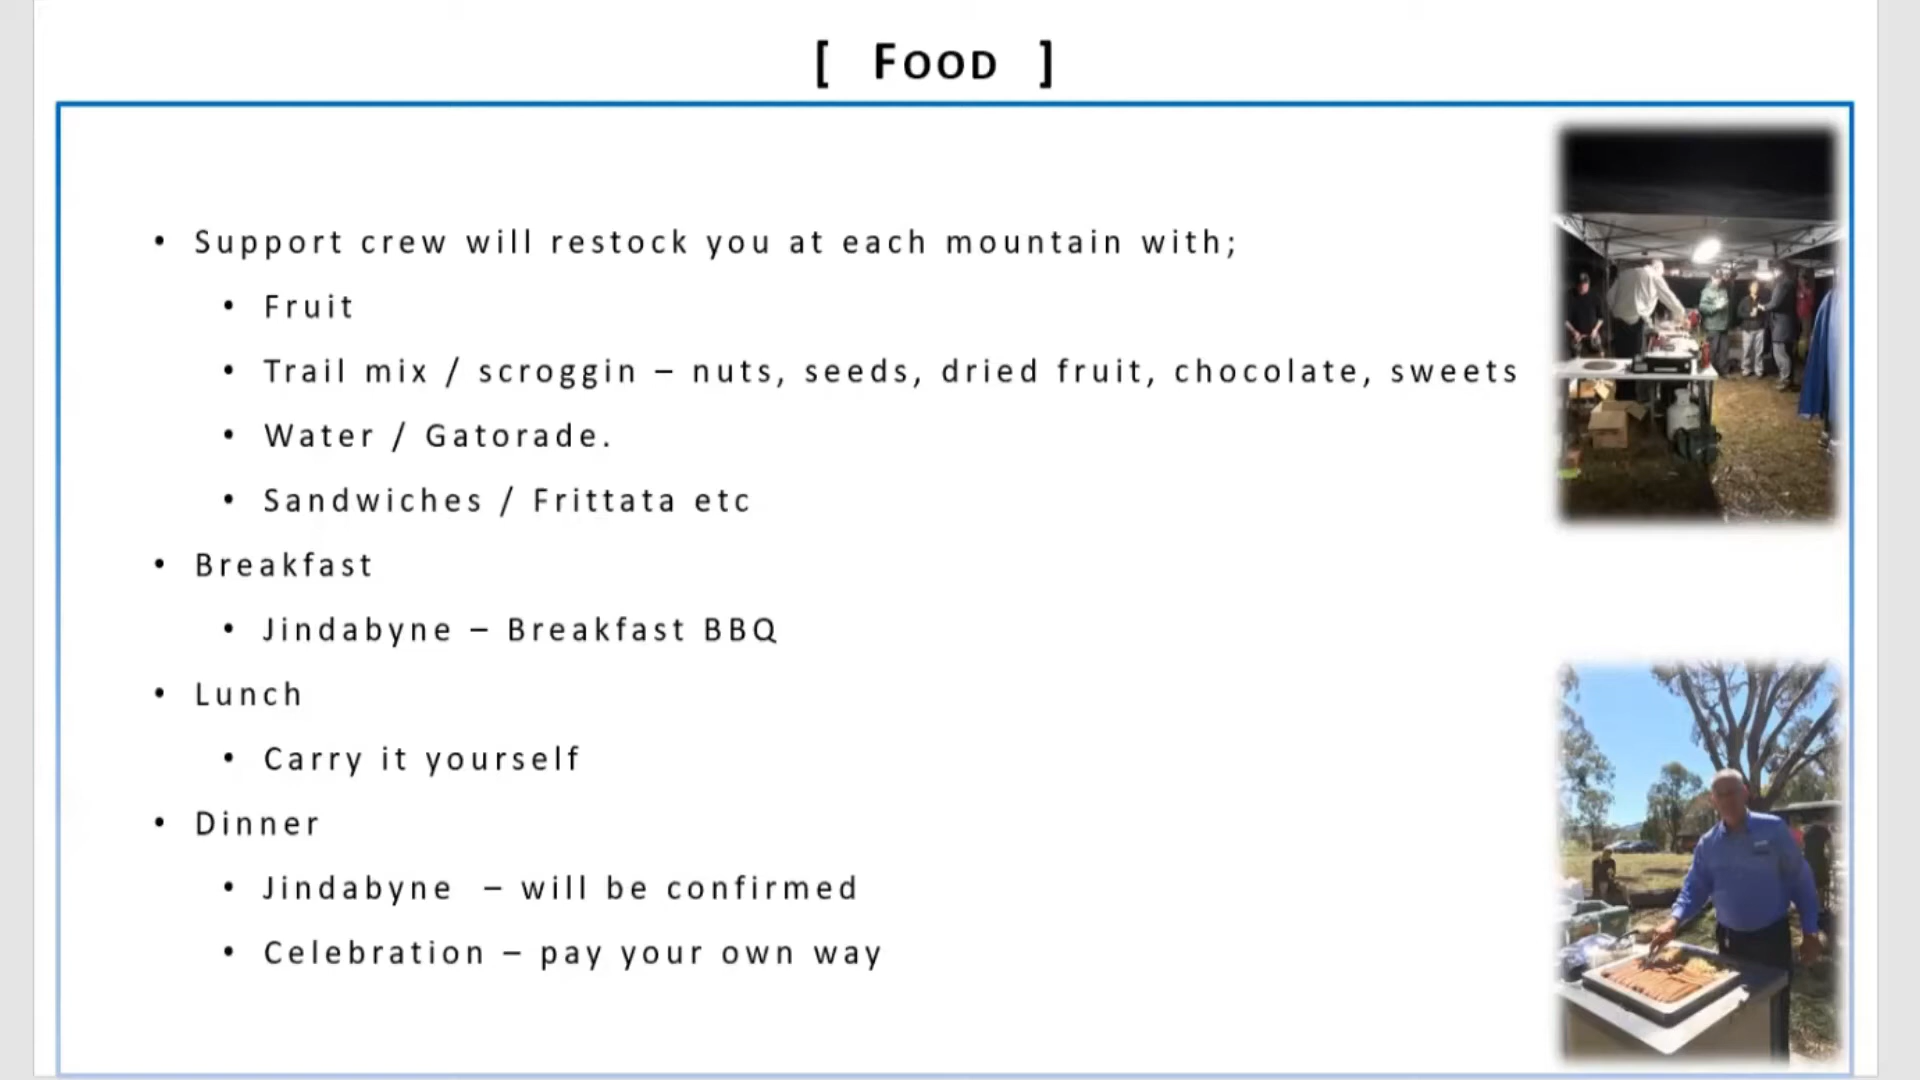 [ FOOD ]
• Support crew will restock you at each mountain with;
• Fruit
• Trail mix / scroggin – nuts, seeds, dried fruit, chocolate, sweets
• Water / Gatorade.
• Sandwiches / Frittata etc
• Breakfast
• Jindabyne – Breakfast BBQ
• Lunch
• Carry it yourself
• Dinner
• Jindabyne – will be confirmed
• Celebration – pay your own way